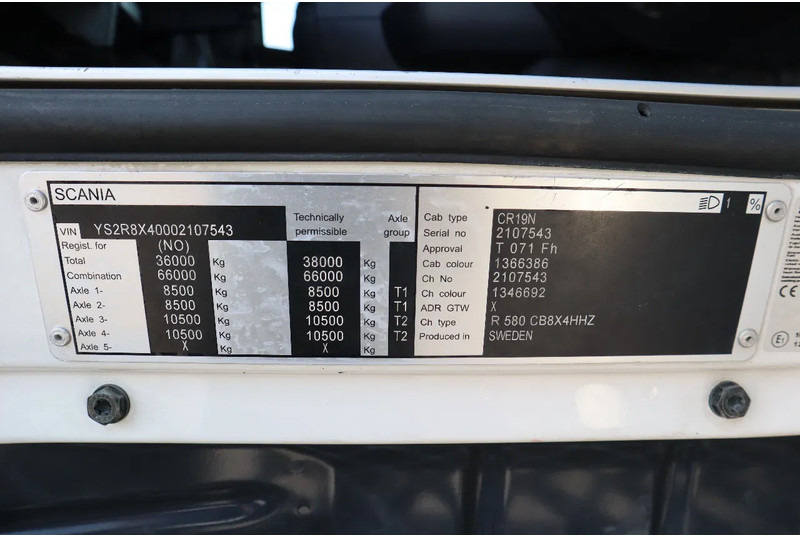 SCANIA
1 %
VIN YS2R8X40002107543 Technically permissible Axle group
Regist. for (NO)
Total 36000 Kg 38000 Kg
Combination 66000 Kg 66000 Kg
Axle 1- 8500 Kg 8500 Kg T1
Axle 2- 8500 Kg 8500 Kg T1
Axle 3- 10500 Kg 10500 Kg T2
Axle 4- 10500 Kg 10500 Kg T2
Axle 5- X Kg X Kg
Cab type CR19N
Serial no 2107543
Approval T 071 Fh
Cab colour 1366386
Ch No 2107543
Ch colour 1346692
ADR GTW X
Ch type R 580 CB8X4HHZ
Produced in SWEDEN
CE